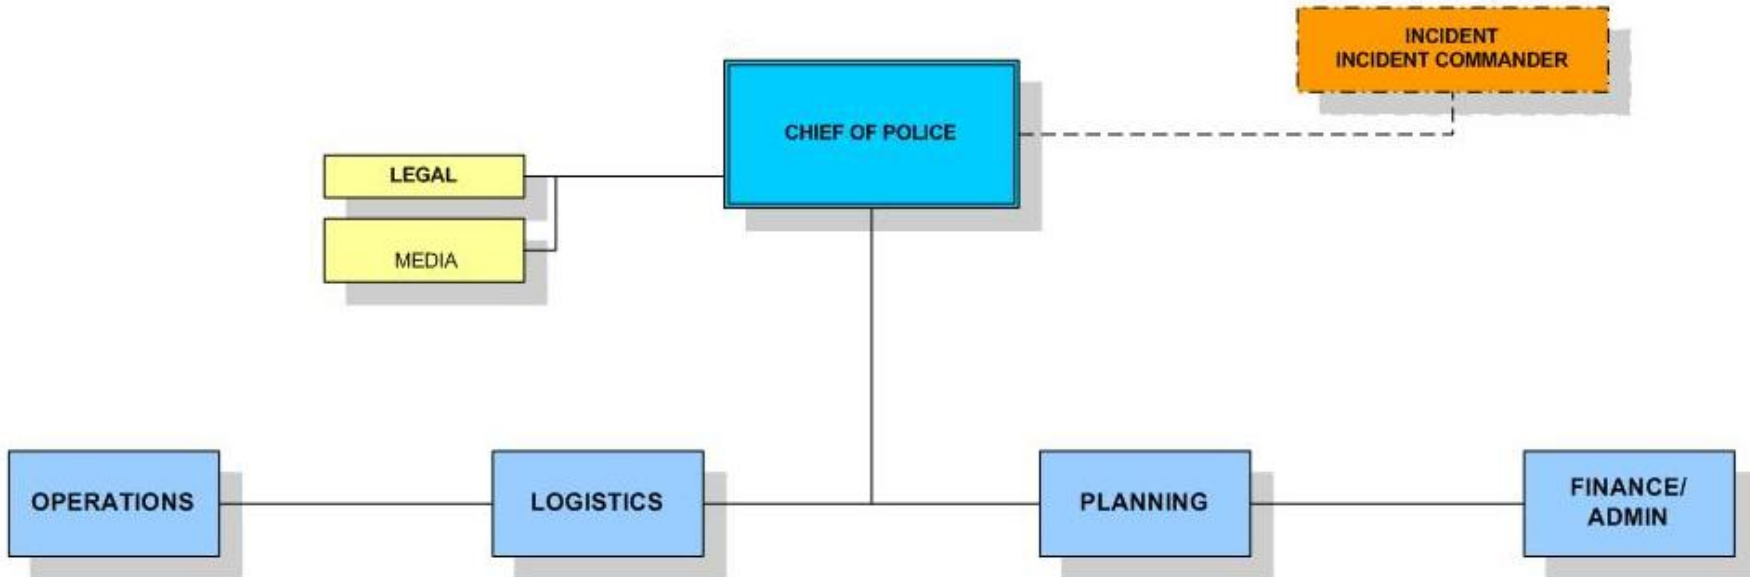 INCIDENT
INCIDENT COMMANDER
CHIEF OF POLICE
LEGAL
MEDIA
OPERATIONS
LOGISTICS
PLANNING
FINANCE/
ADMIN